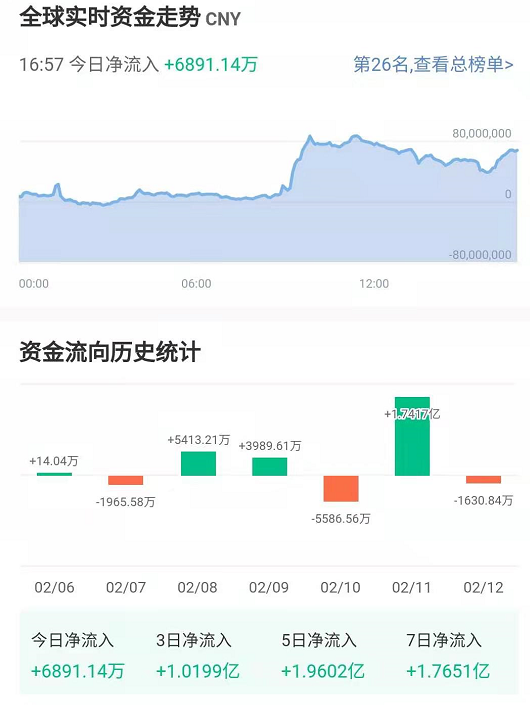 全球实时资金走势 CNY
16:57 今日净流入 +6891.14万 第26名,查看总榜单>
80,000,000
0
-80,000,000
00:00 06:00 12:00
资金流向历史统计
+1.7417亿
+5413.21万 +3989.61万
+14.04万
-1965.58万 -1630.84万
-5586.56万
02/06 02/07 02/08 02/09 02/10 02/11 02/12
今日净流入 3日净流入 5日净流入 7日净流入
+6891.14万 +1.0199亿 +1.9602亿 +1.7651亿